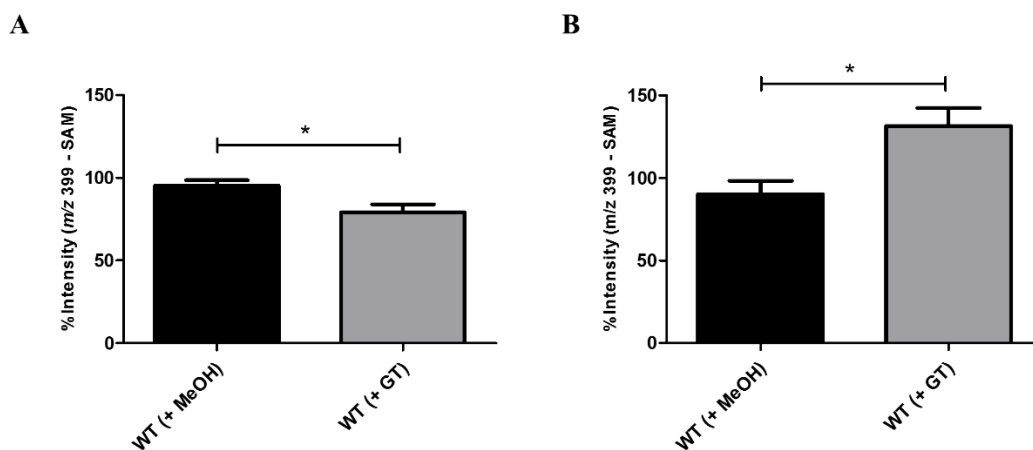 A
%Intensity (m/z 399 - SAM)
150
100
50
0
*
WT (+ MeOH)
WT (+ GT)
B
%Intensity (m/z 399 - SAM)
150
100
50
0
*
WT (+ MeOH)
WT (+ GT)